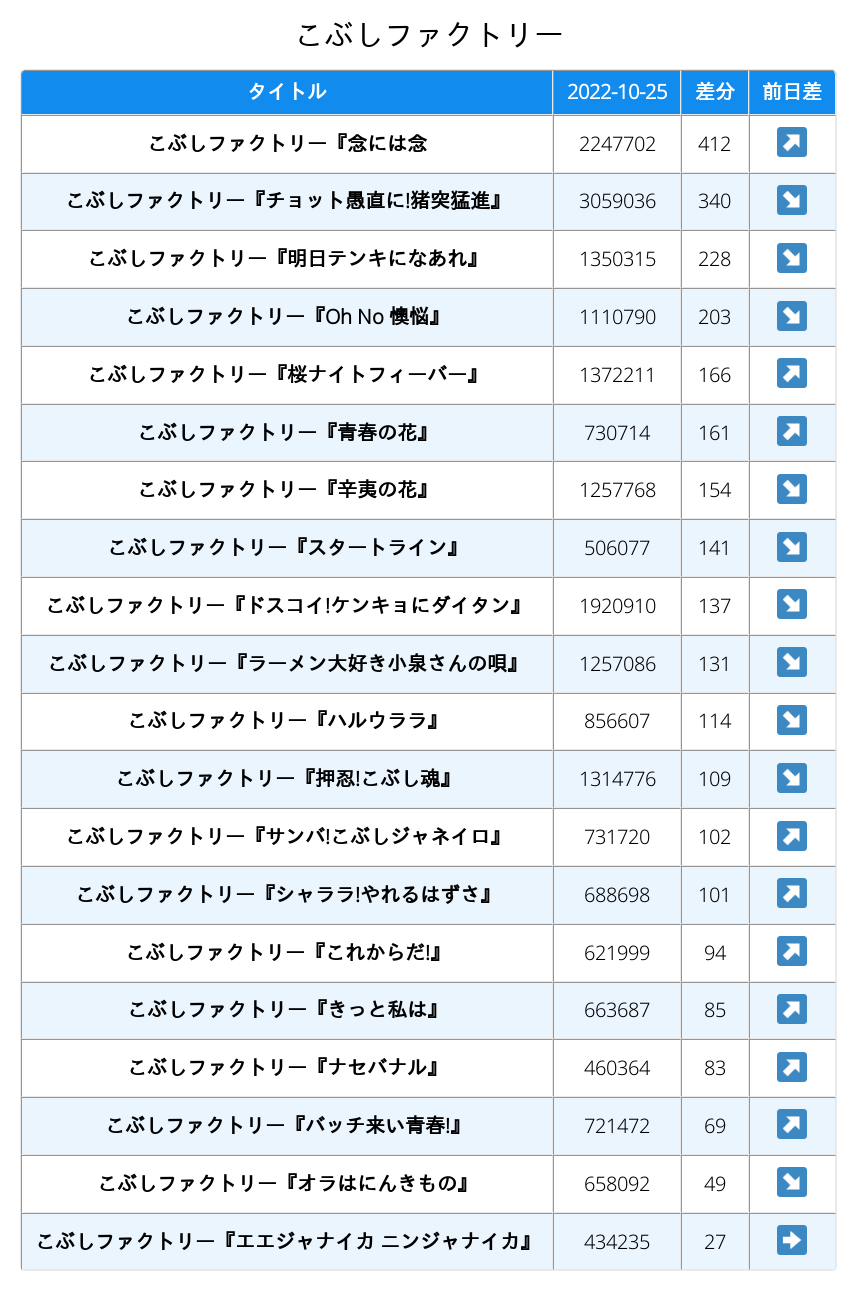 こぶしファクトリー
タイトル 2022-10-25 差分 前日差
こぶしファクトリー『念には念 2247702 412
こぶしファクトリー『チョット愚直に!猪突猛進』 3059036 340
こぶしファクトリー『明日テンキになあれ』 1350315 228
こぶしファクトリー『Oh No 懊悩』 1110790 203
こぶしファクトリー『桜ナイトフィーバー』 1372211 166
こぶしファクトリー『青春の花』 730714 161
こぶしファクトリー『辛夷の花』 1257768 154
こぶしファクトリー『スタートライン』 506077 141
こぶしファクトリー『ドスコイ!ケンキョにダイタン』 1920910 137
こぶしファクトリー『ラーメン大好き小泉さんの唄』 1257086 131
こぶしファクトリー『ハルウララ』 856607 114
こぶしファクトリー『押忍!こぶし魂』 1314776 109
こぶしファクトリー『サンバ!こぶしジャネイロ』 731720 102
こぶしファクトリー『シャララ!やれるはずさ』 688698 101
こぶしファクトリー『これからだ!』 621999 94
こぶしファクトリー『きっと私は』 663687 85
こぶしファクトリー『ナセバナル』 460364 83
こぶしファクトリー『バッチ来い青春!』 721472 69
こぶしファクトリー『オラはにんきもの』 658092 49
こぶしファクトリー『エエジャナイカ ニンジャナイカ』 434235 27